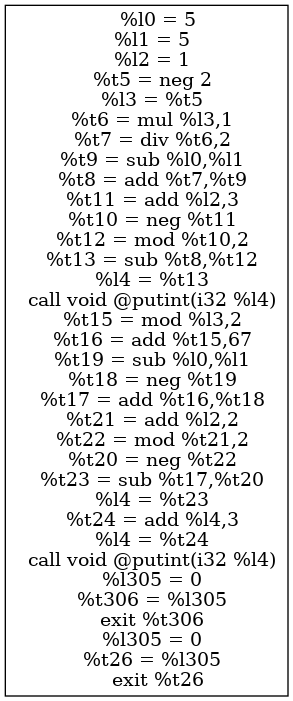 %l0 = 5
%l1 = 5
%l2 = 1
%t5 = neg 2
%l3 = %t5
%t6 = mul %l3,1
%t7 = div %t6,2
%t9 = sub %l0,%l1
%t8 = add %t7,%t9
%t11 = add %l2,3
%t10 = neg %t11
%t12 = mod %t10,2
%t13 = sub %t8,%t12
%l4 = %t13
call void @putint(i32 %l4)
%t15 = mod %l3,2
%t16 = add %t15,67
%t19 = sub %l0,%l1
%t18 = neg %t19
%t17 = add %t16,%t18
%t21 = add %l2,2
%t22 = mod %t21,2
%t20 = neg %t22
%t23 = sub %t17,%t20
%l4 = %t23
%t24 = add %l4,3
%l4 = %t24
call void @putint(i32 %l4)
%l305 = 0
%t306 = %l305
exit %t306
%l305 = 0
%t26 = %l305
exit %t26